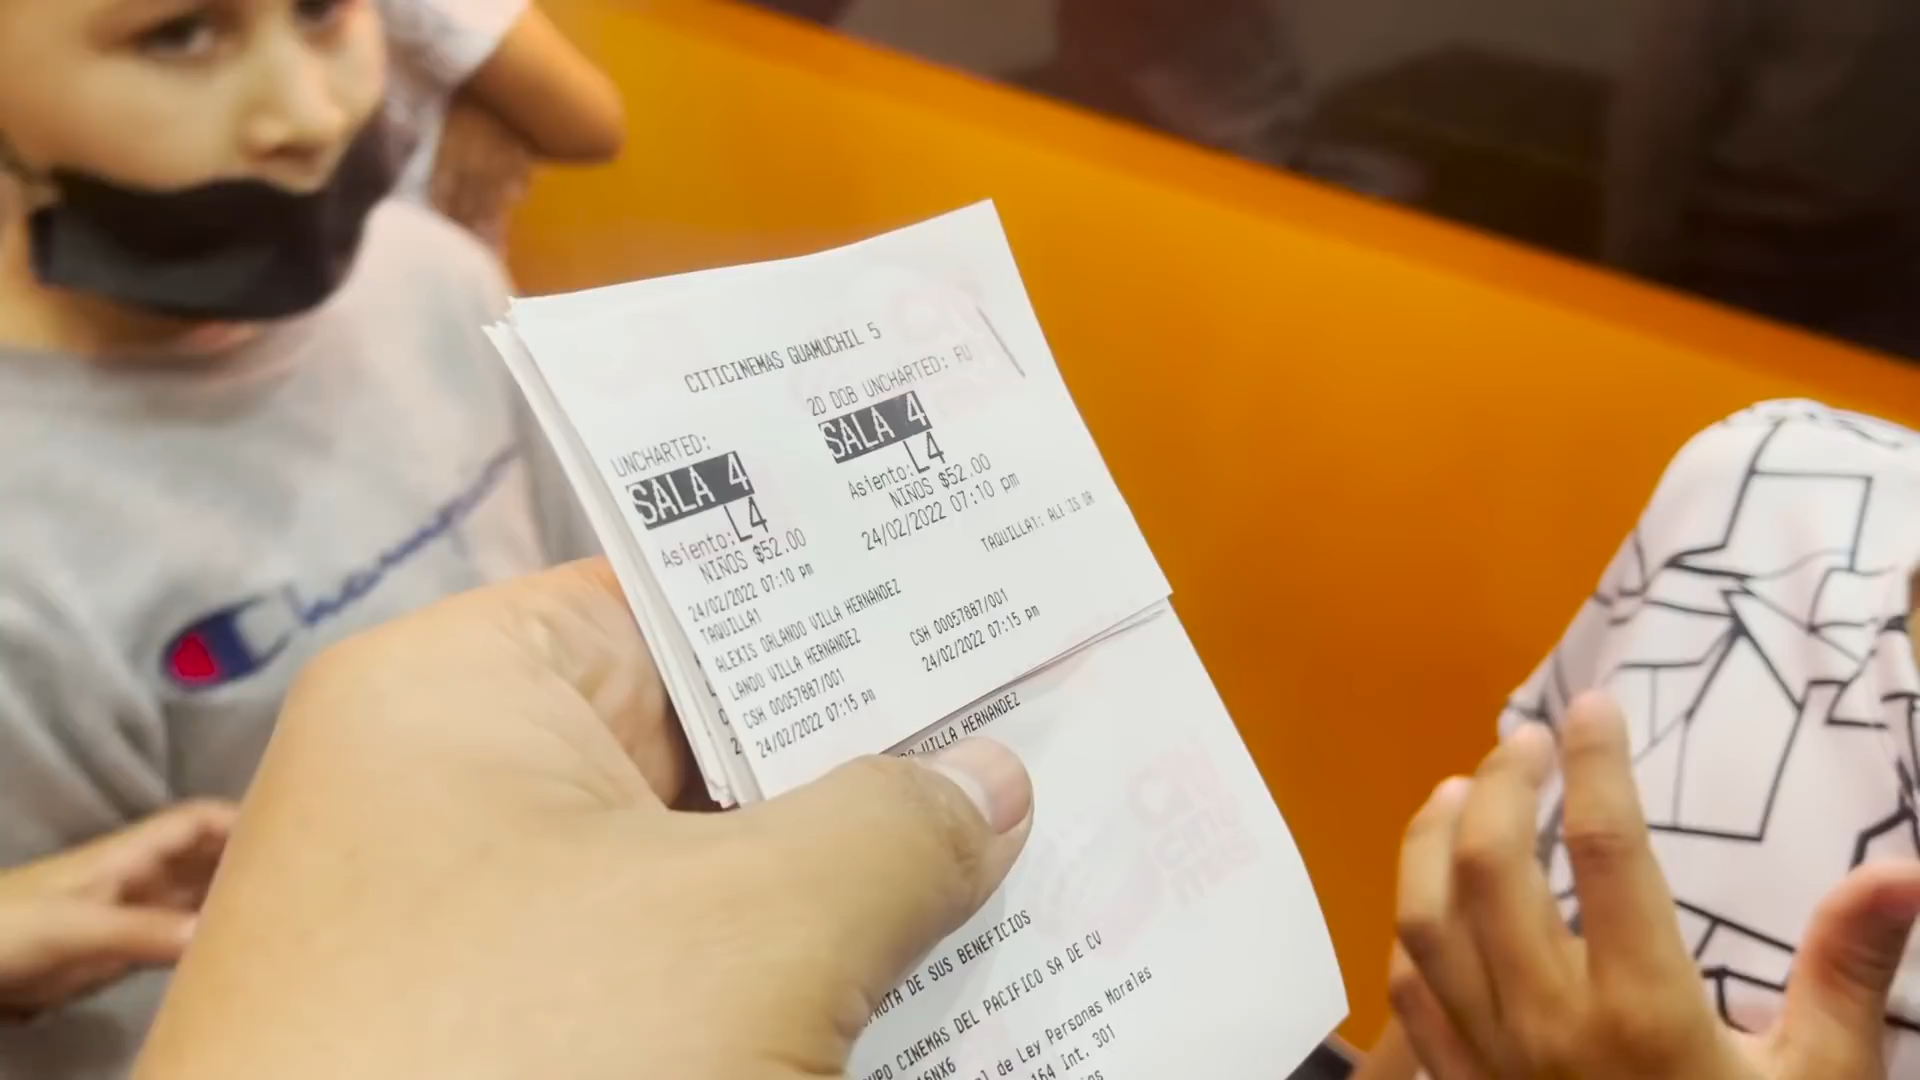 CITICINEMAS GUAMUCHIL 5
UNCHARTED:
SALA 4
Asiento: L4
NIÑOS $52.00
24/02/2022 07:10 pm
TAQUILLA1
ALEXIS ORLANDO VILLA HERNANDEZ
LANDO VILLA HERNANDEZ
CSH 00057887/001
24/02/2022 07:15 pm
2D DOB UNCHARTED: FU
SALA 4
Asiento: L4
NIÑOS $52.00
24/02/2022 07:10 pm
TAQUILLA1: ALEXIS OR
CSH 00057887/001
24/02/2022 07:15 pm
VILLA HERNANDEZ
DE SUS BENEFICIOS
CINEMAS DEL PACIFICO SA DE CV
de Ley Personas Morales
164 Int. 301
Champion